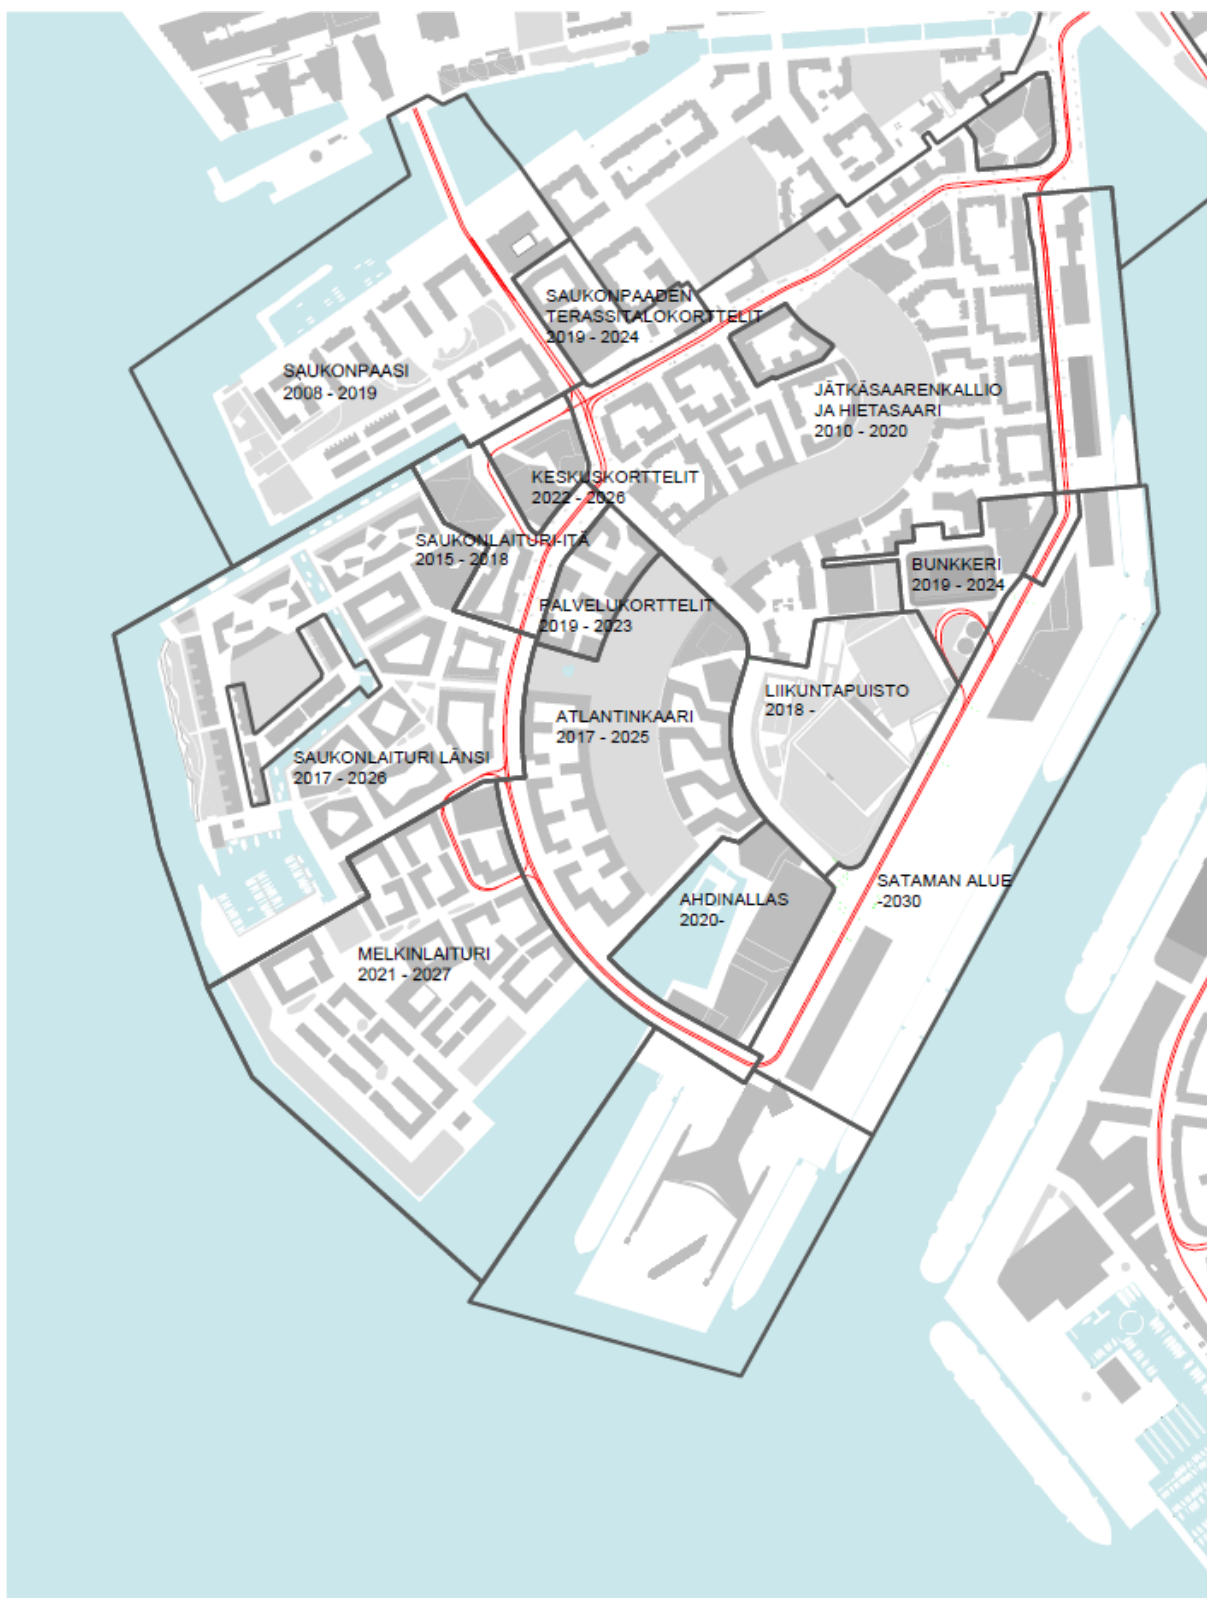 SAUKONPAADEN
TERASSITALOKORTTELIT
2019 - 2024
SAUKONPAASI
2008 - 2019
JÄTKÄSAARENKALLIO
JA HIETASAARI
2010 - 2020
KESKUSKORTTELIT
2022 - 2026
SAUKONLAITURI-ITÄ
2015 - 2018
BUNKKERI
2019 - 2024
PALVELUKORTTELIT
2019 - 2023
LIIKUNTAPUISTO
2018 -
ATLANTINKAARI
2017 - 2025
SAUKONLAITURI LÄNSI
2017 - 2026
SATAMAN ALUE
-2030
AHDINALLAS
2020-
MELKINLAITURI
2021 - 2027